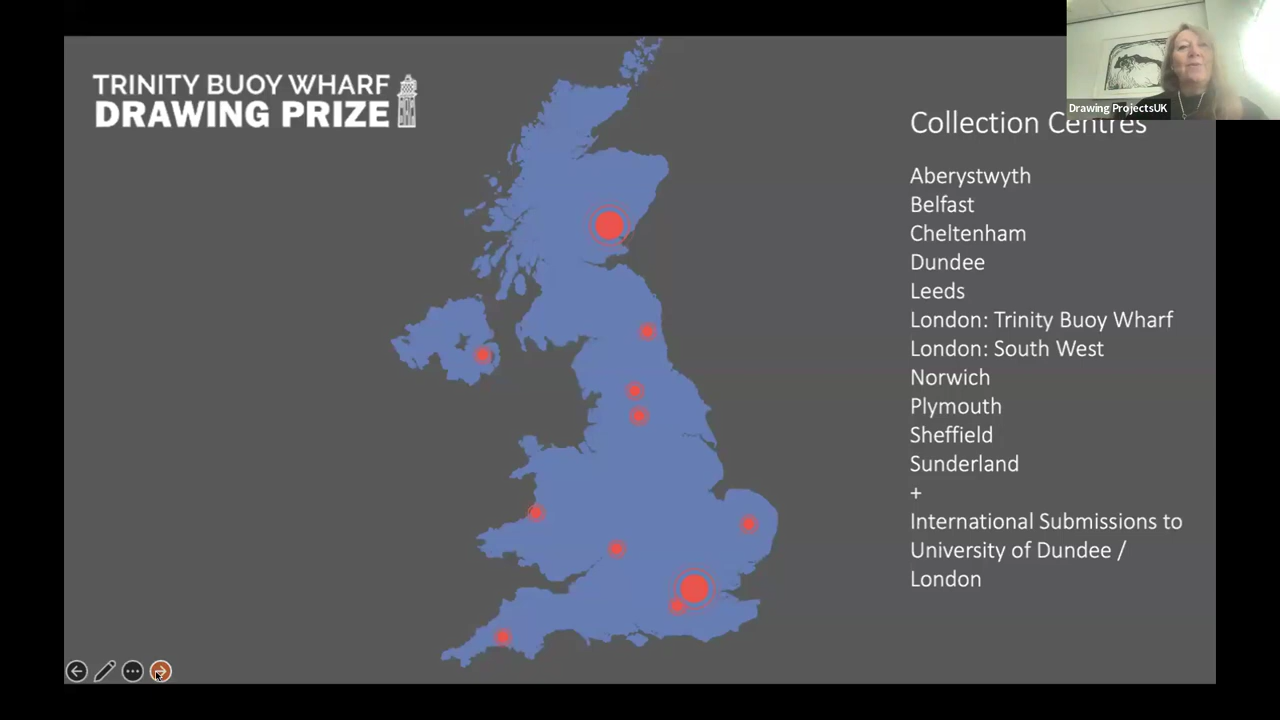 TRINITY BUOY WHARF
DRAWING PRIZE
Drawing ProjectsUK
Collection Centres
Aberystwyth
Belfast
Cheltenham
Dundee
Leeds
London: Trinity Buoy Wharf
London: South West
Norwich
Plymouth
Sheffield
Sunderland
+
International Submissions to
University of Dundee /
London